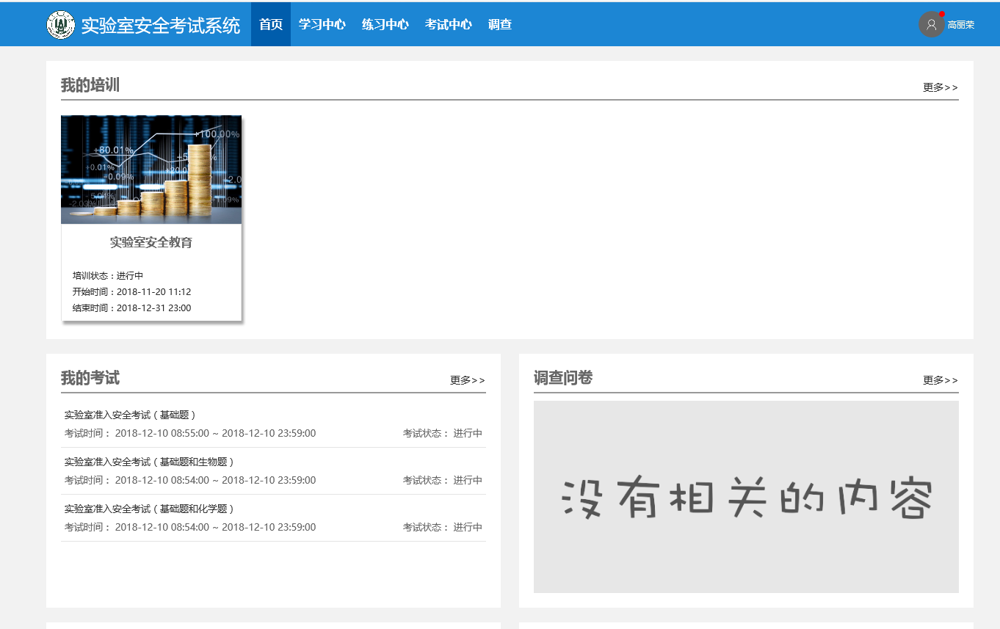 实验室安全考试系统 首页 学习中心 练习中心 考试中心 调查 高丽荣
我的培训 更多>>
+100.00%
+80.01%
+0.01%
-0.09%
实验室安全教育
培训状态：进行中
开始时间：2018-11-20 11:12
结束时间：2018-12-31 23:00
我的考试 更多>>
实验室准入安全考试（基础题）
考试时间： 2018-12-10 08:55:00 ~ 2018-12-10 23:59:00 考试状态： 进行中
实验室准入安全考试（基础题和生物题）
考试时间： 2018-12-10 08:54:00 ~ 2018-12-10 23:59:00 考试状态： 进行中
实验室准入安全考试（基础题和化学题）
考试时间： 2018-12-10 08:54:00 ~ 2018-12-10 23:59:00 考试状态： 进行中
调查问卷 更多>>
没有相关的内容